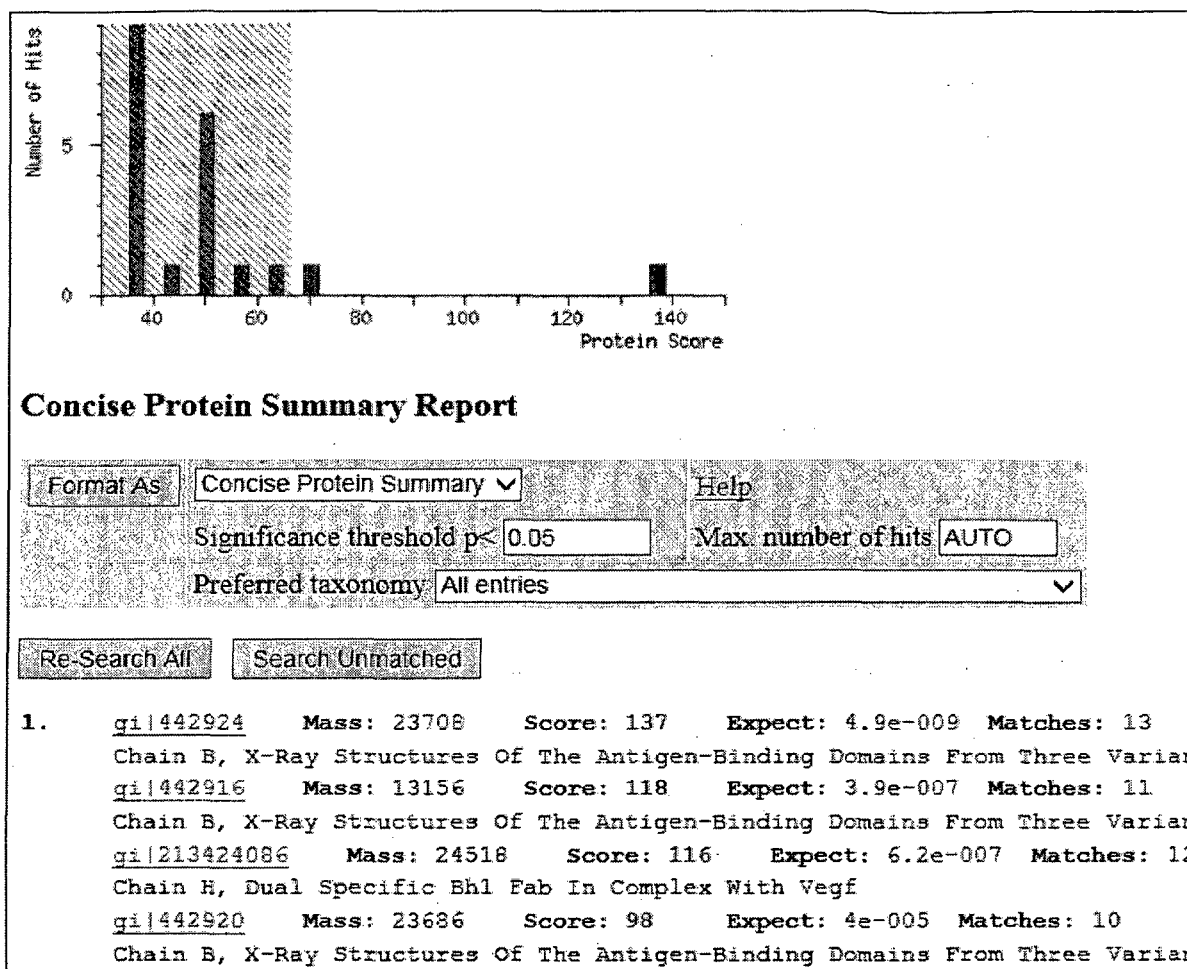 Number of Hits
5
0
40 60 80 100 120 140
Protein Score
Concise Protein Summary Report
Format As Concise Protein Summary Help
Significance threshold p< 0.05 Max. number of hits AUTO
Preferred taxonomy All entries
Re-Search All Search Unmatched
1. gi|442924 Mass: 23708 Score: 137 Expect: 4.9e-009 Matches: 13
Chain B, X-Ray Structures Of The Antigen-Binding Domains From Three Varian
gi|442916 Mass: 13156 Score: 118 Expect: 3.9e-007 Matches: 11
Chain B, X-Ray Structures Of The Antigen-Binding Domains From Three Varian
gi|213424086 Mass: 24518 Score: 116 Expect: 6.2e-007 Matches: 12
Chain H, Dual Specific Bh1 Fab In Complex With Vegf
gi|442920 Mass: 23686 Score: 98 Expect: 4e-005 Matches: 10
Chain B, X-Ray Structures Of The Antigen-Binding Domains From Three Varian